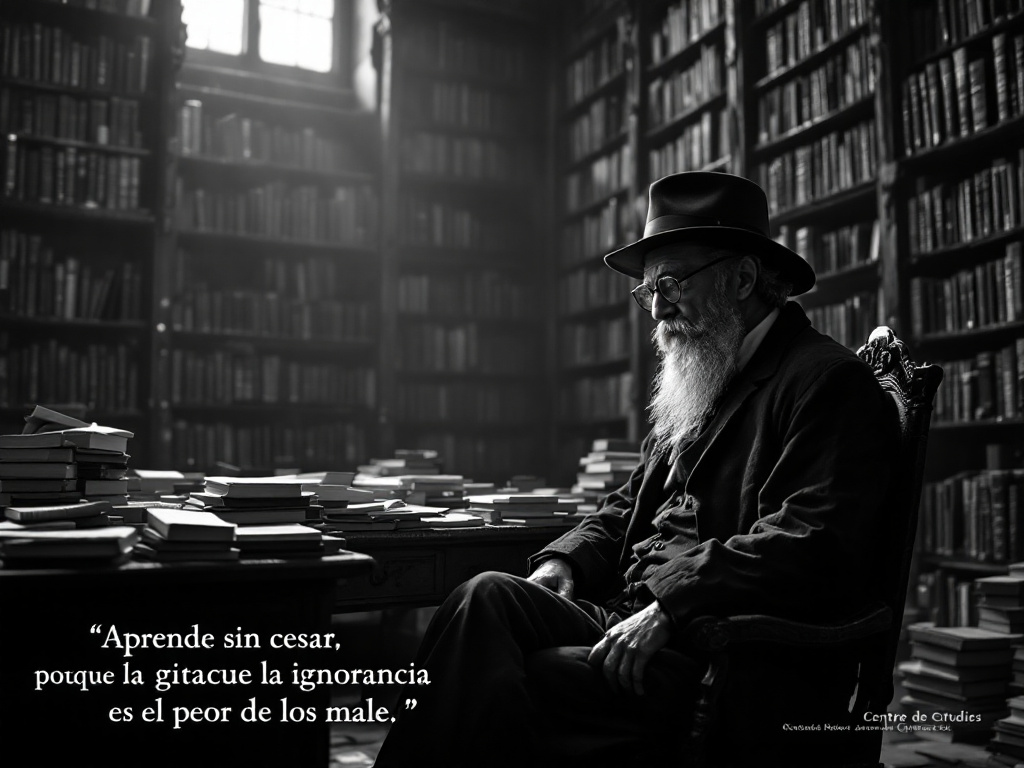 “Aprende sin cesar,
potque la gitacue la ignorancia
es el peor de los male.”
Centre de Otudies